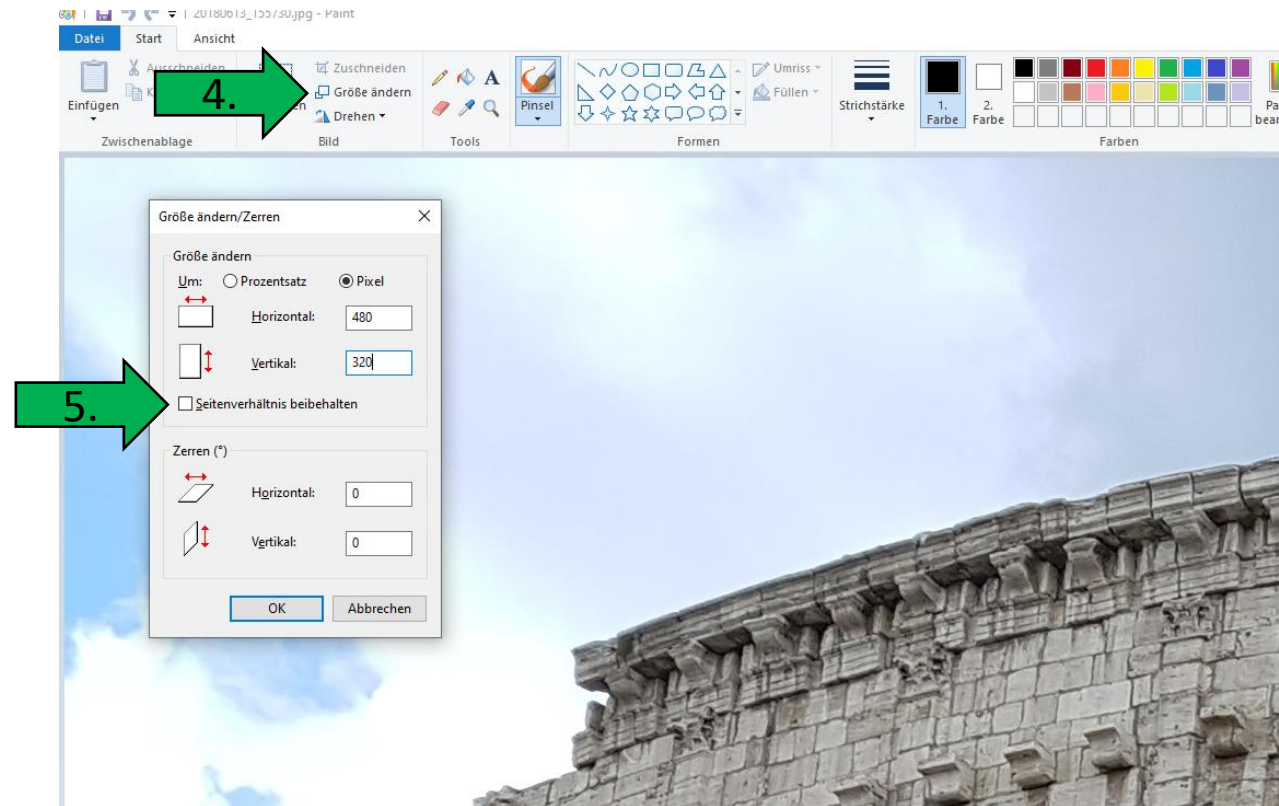 20180613_155730.jpg - Paint
Datei Start Ansicht
Ausschneiden
Zuschneiden
Größe ändern
Drehen
Einfügen
Pinsel
A
Umriss
Füllen
Strichstärke
1. Farbe
2. Farbe
Zwischenablage Bild Tools Formen Farben
4.
Größe ändern/Zerren
Größe ändern
Um: Prozentsatz Pixel
Horizontal: 480
Vertikal: 320
Seitenverhältnis beibehalten
5.
Zerren (°)
Horizontal: 0
Vertikal: 0
OK Abbrechen